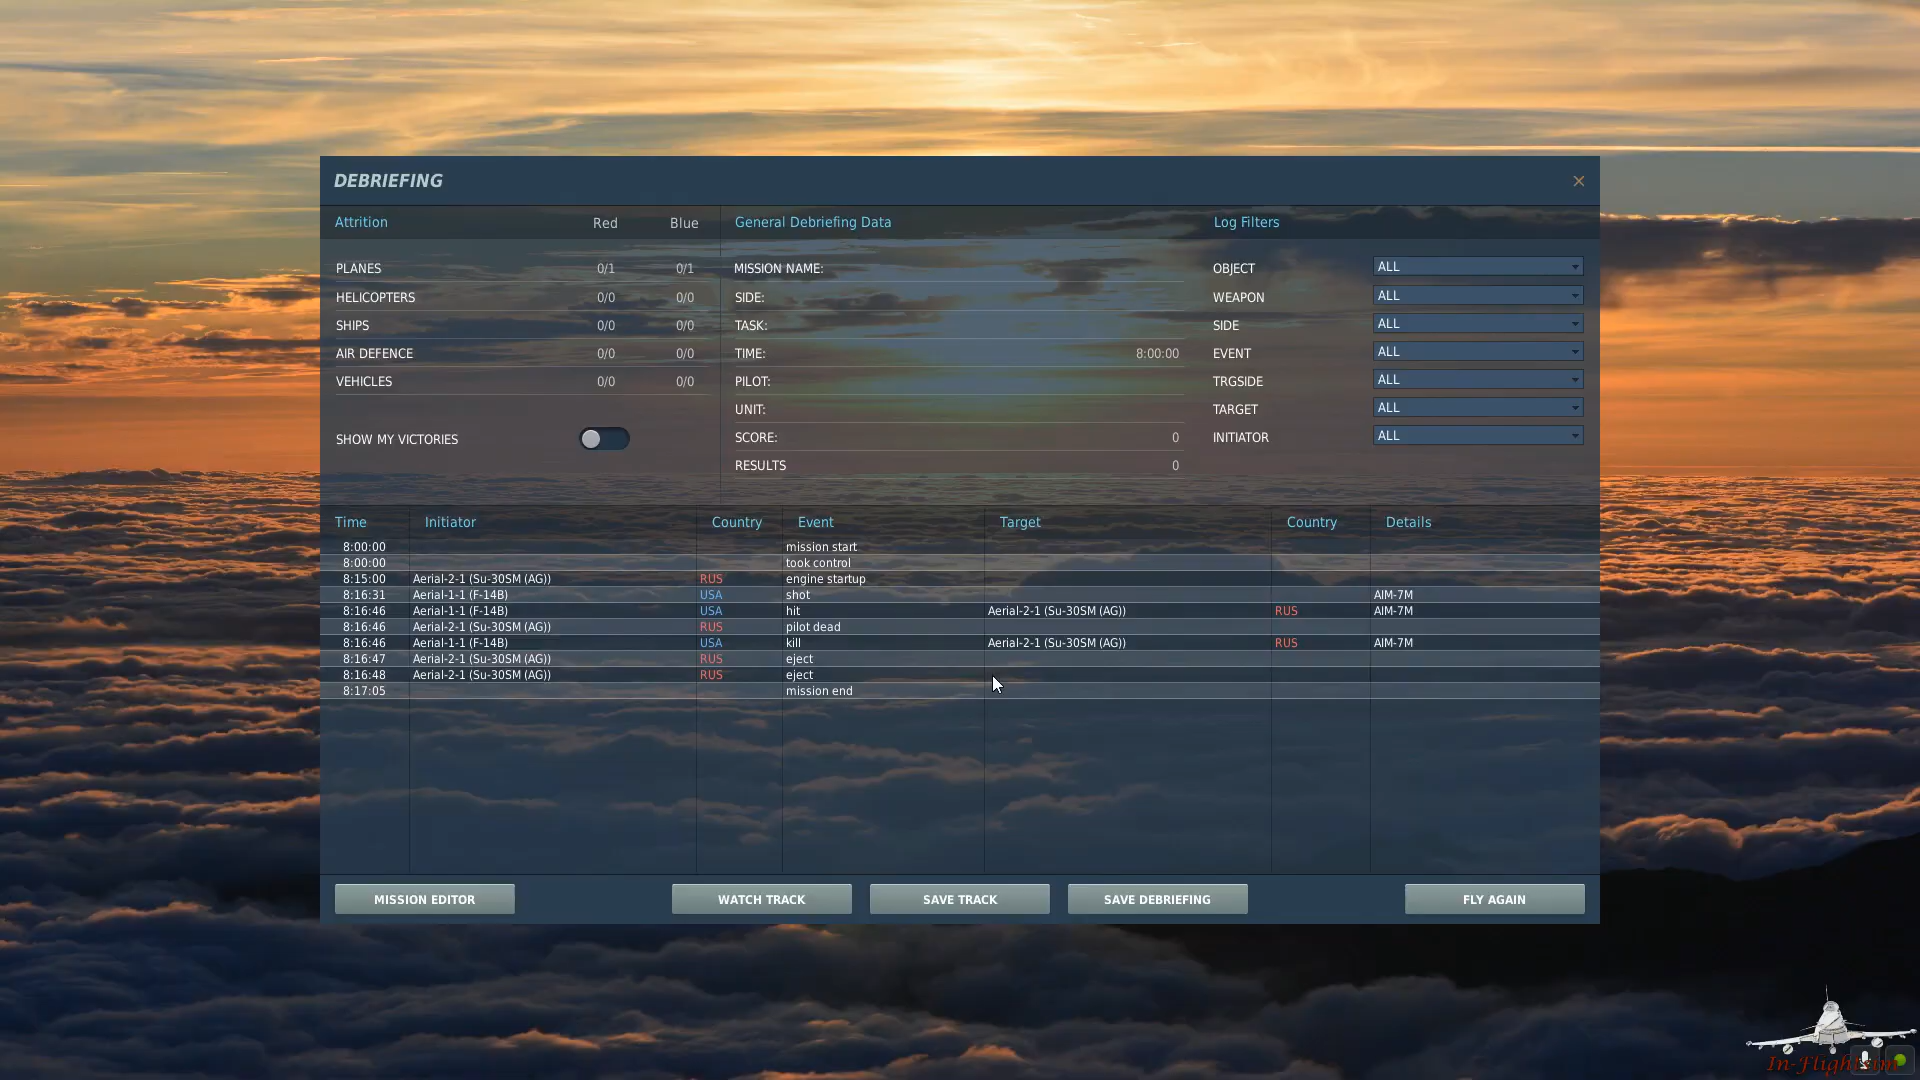 DEBRIEFING
Attrition Red Blue General Debriefing Data Log Filters
PLANES 0/1 0/1 MISSION NAME: OBJECT ALL
HELICOPTERS 0/0 0/0 SIDE: WEAPON ALL
SHIPS 0/0 0/0 TASK: SIDE ALL
AIR DEFENCE 0/0 0/0 TIME: 8:00:00 EVENT ALL
VEHICLES 0/0 0/0 PILOT: TRGSIDE ALL
UNIT: TARGET ALL
SHOW MY VICTORIES SCORE: 0 INITIATOR ALL
RESULTS 0
Time Initiator Country Event Target Country Details
8:00:00 mission start
8:00:00 took control
8:15:00 Aerial-2-1 (Su-30SM (AG)) RUS engine startup
8:16:31 Aerial-1-1 (F-14B) USA shot AIM-7M
8:16:46 Aerial-1-1 (F-14B) USA hit Aerial-2-1 (Su-30SM (AG)) RUS AIM-7M
8:16:46 Aerial-2-1 (Su-30SM (AG)) RUS pilot dead
8:16:46 Aerial-1-1 (F-14B) USA kill Aerial-2-1 (Su-30SM (AG)) RUS AIM-7M
8:16:47 Aerial-2-1 (Su-30SM (AG)) RUS eject
8:16:48 Aerial-2-1 (Su-30SM (AG)) RUS eject
8:17:05 mission end
MISSION EDITOR WATCH TRACK SAVE TRACK SAVE DEBRIEFING FLY AGAIN